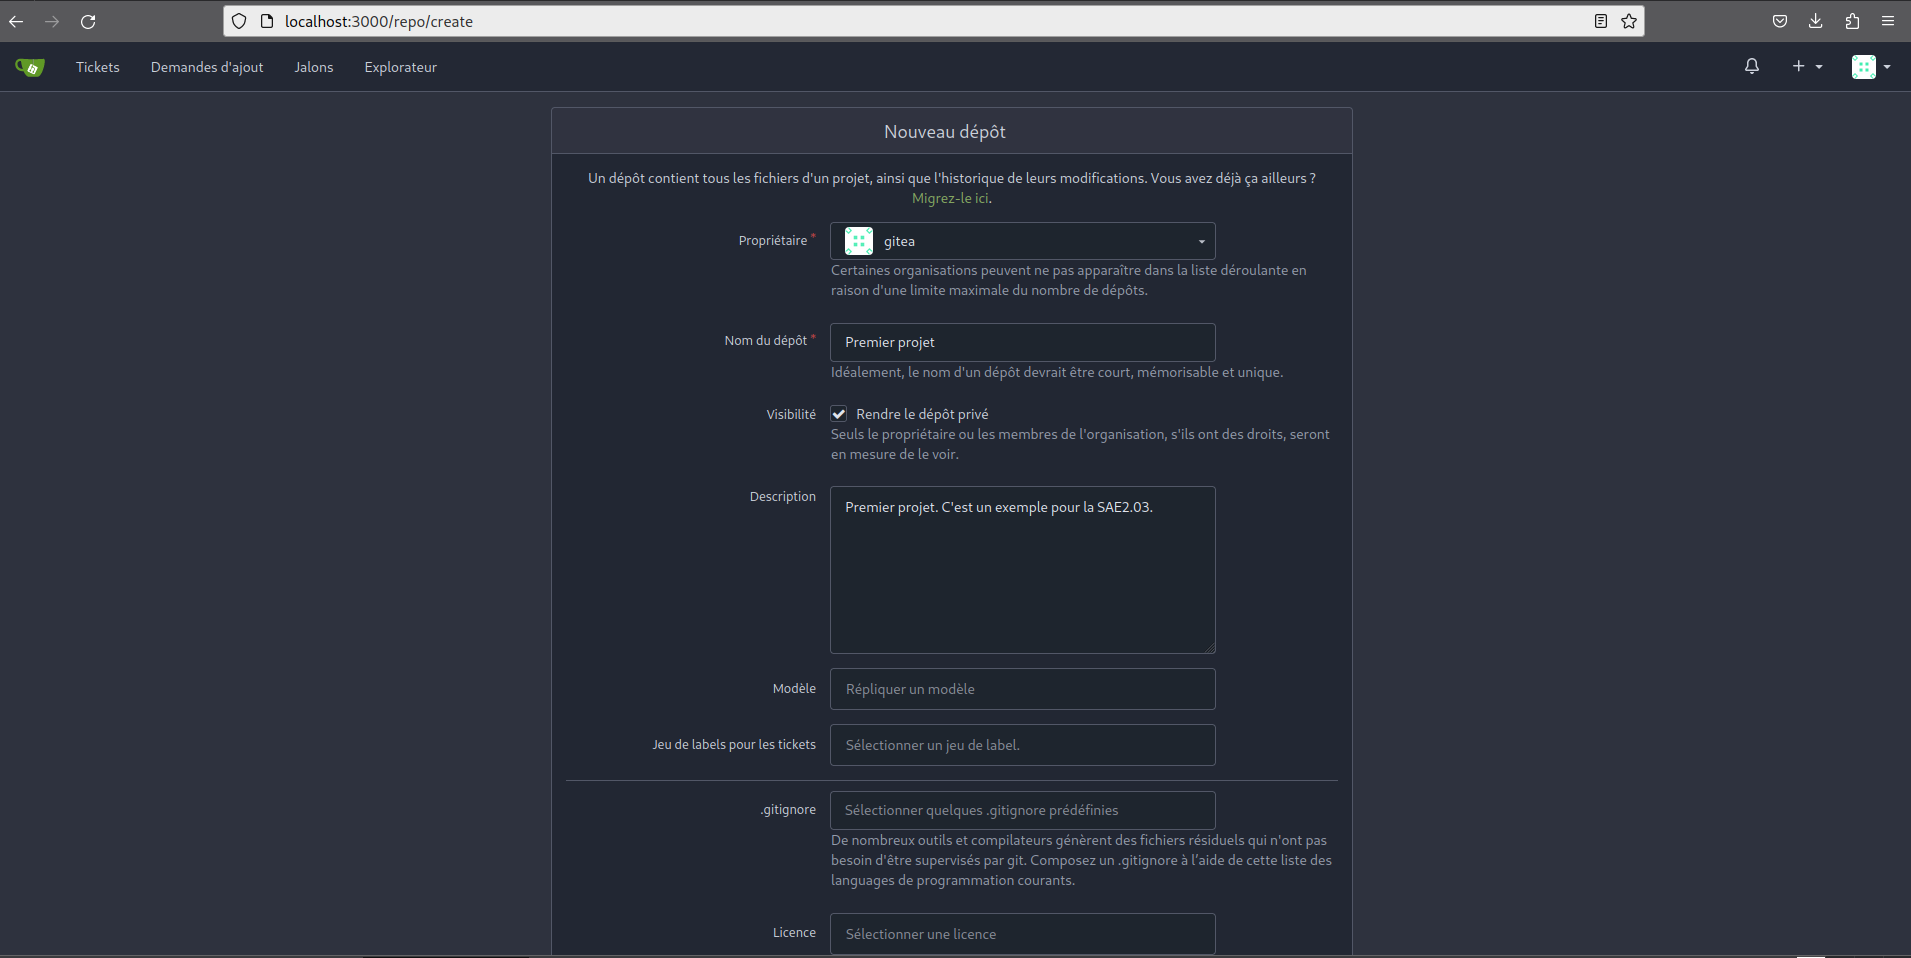 localhost:3000/repo/create
Tickets Demandes d'ajout Jalons Explorateur
Nouveau dépôt
Un dépôt contient tous les fichiers d'un projet, ainsi que l'historique de leurs modifications. Vous avez déjà ça ailleurs ?
Migrez-le ici.
Propriétaire * gitea
Certaines organisations peuvent ne pas apparaître dans la liste déroulante en
raison d'une limite maximale du nombre de dépôts.
Nom du dépôt * Premier projet
Idéalement, le nom d'un dépôt devrait être court, mémorisable et unique.
Visibilité Rendre le dépôt privé
Seuls le propriétaire ou les membres de l'organisation, s'ils ont des droits, seront
en mesure de le voir.
Description Premier projet. C'est un exemple pour la SAE2.03.
Modèle Répliquer un modèle
Jeu de labels pour les tickets Sélectionner un jeu de label.
.gitignore Sélectionner quelques .gitignore prédéfinies
De nombreux outils et compilateurs génèrent des fichiers résiduels qui n'ont pas
besoin d'être supervisés par git. Composez un .gitignore à l’aide de cette liste des
languages de programmation courants.
Licence Sélectionner une licence